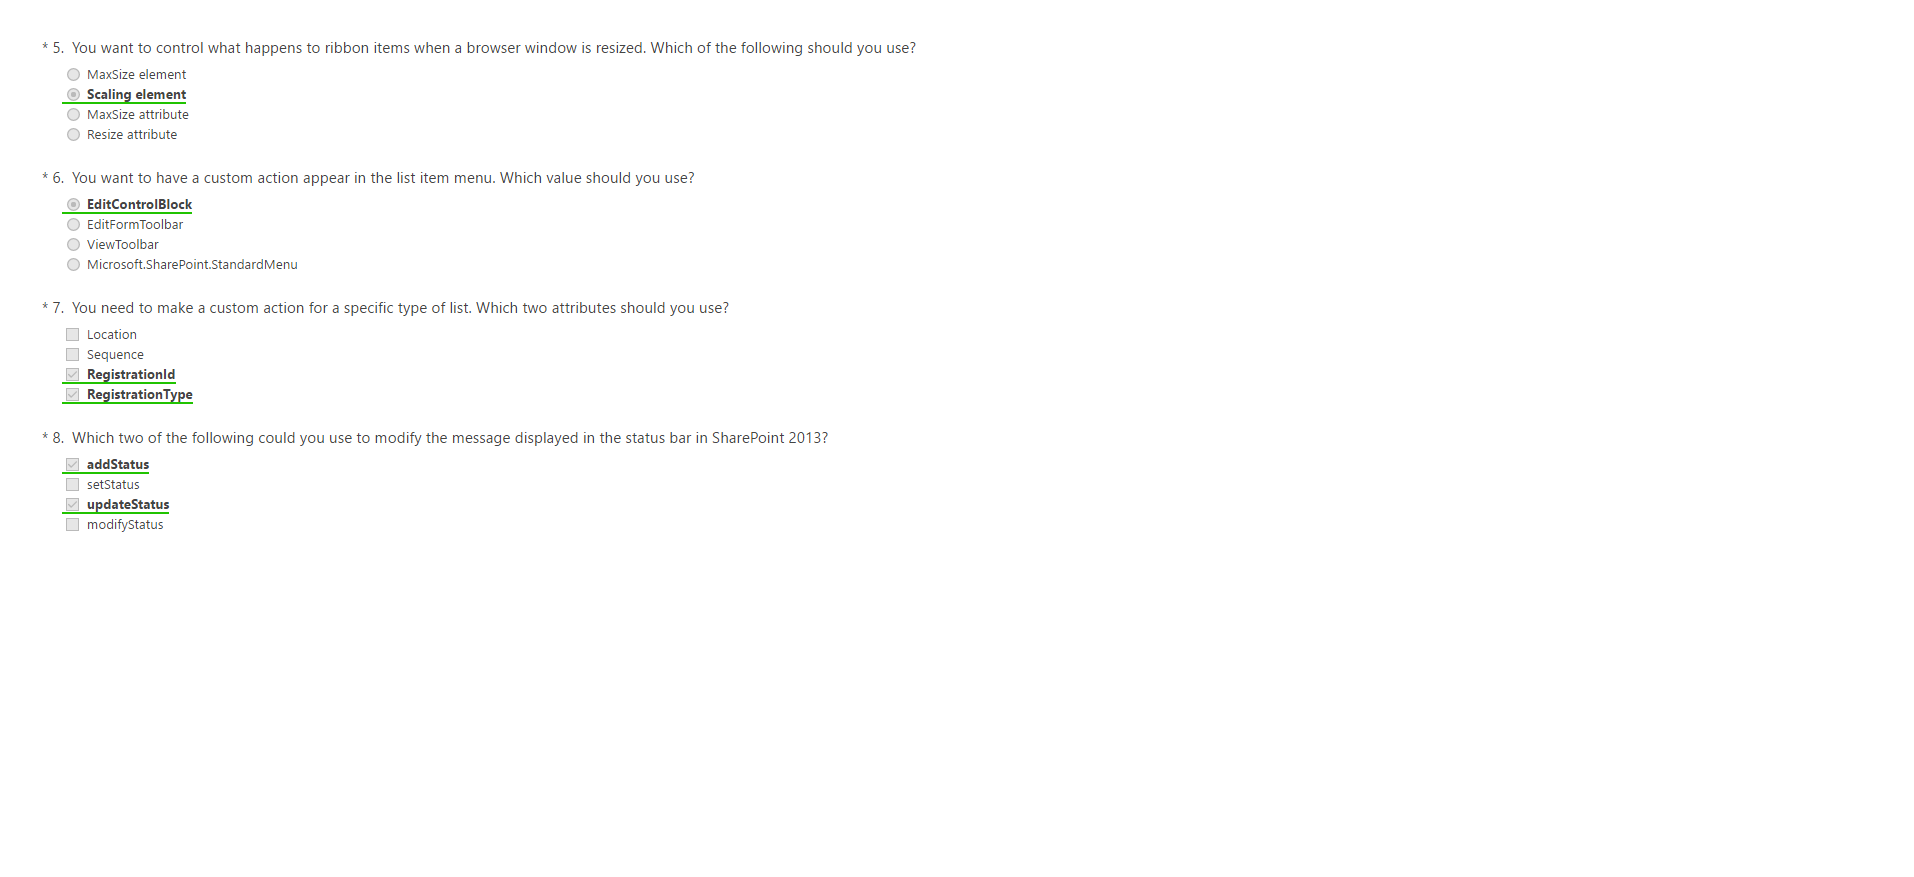 * 5. You want to control what happens to ribbon items when a browser window is resized. Which of the following should you use?
MaxSize element
Scaling element
MaxSize attribute
Resize attribute
* 6. You want to have a custom action appear in the list item menu. Which value should you use?
EditControlBlock
EditFormToolbar
ViewToolbar
Microsoft.SharePoint.StandardMenu
* 7. You need to make a custom action for a specific type of list. Which two attributes should you use?
Location
Sequence
RegistrationId
RegistrationType
* 8. Which two of the following could you use to modify the message displayed in the status bar in SharePoint 2013?
addStatus
setStatus
updateStatus
modifyStatus